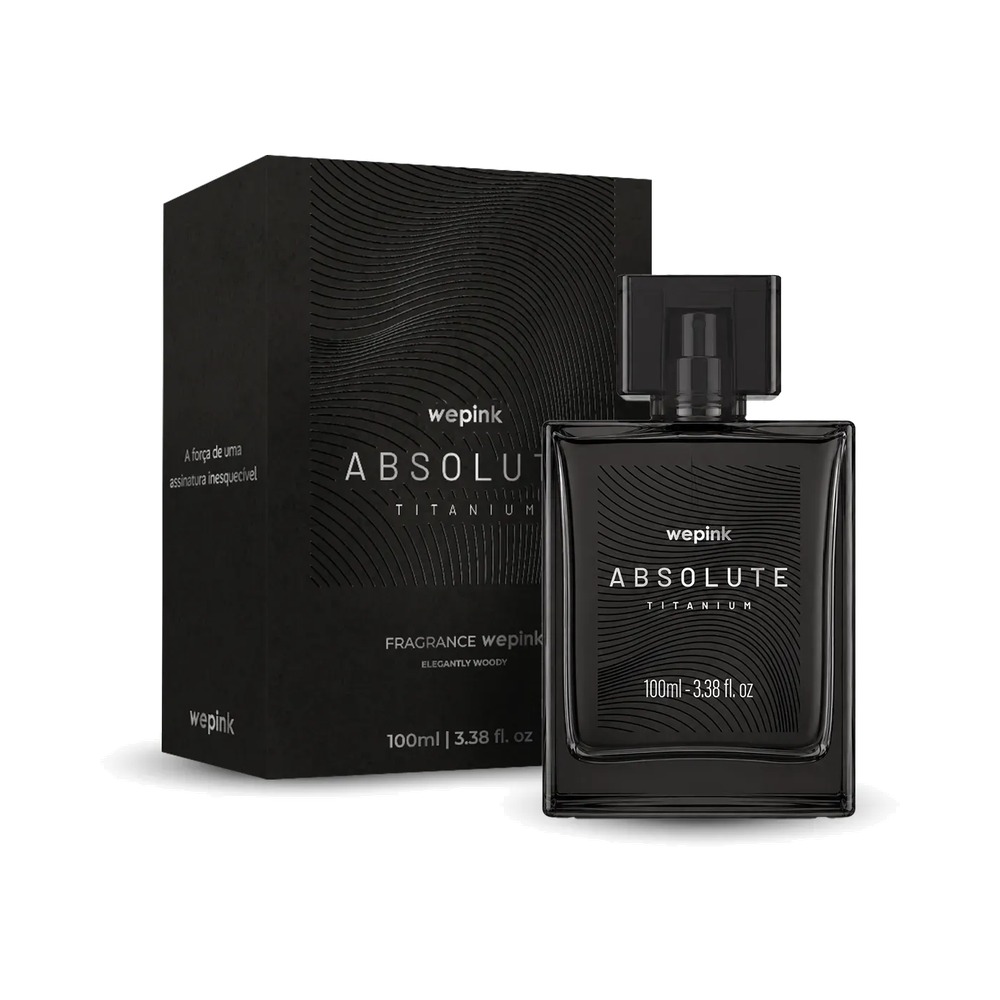 A força de uma
assinatura inesquecível
wepink
wepink
ABSOLUT
TITANIUM
FRAGRANCE wepink
ELEGANTLY WOODY
100ml | 3.38 fl. oz
wepink
ABSOLUTE
TITANIUM
100ml - 3.38 fl. oz